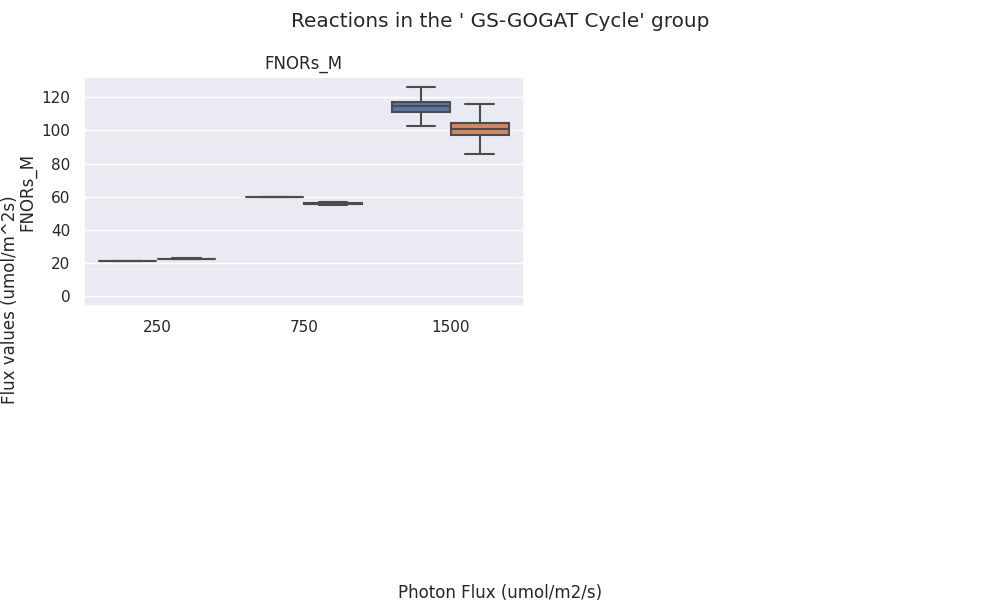 Reactions in the ' GS-GOGAT Cycle' group
FNORs_M
120
100
80
60
40
20
0
FNORs_M
Flux values (umol/m^2s)
250 750 1500
Photon Flux (umol/m2/s)